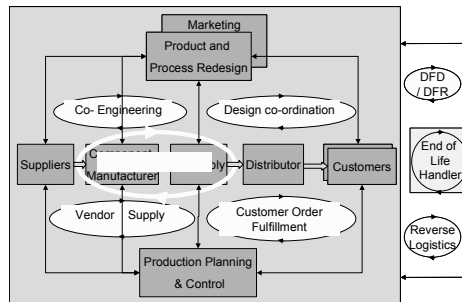 Marketing
Product and
Process Redesign
DFD
/ DFR
Co- Engineering
Design co-ordination
End of
Life
Handler
Suppliers
Manufacturer
Distributor
Customers
Vendor Supply
Customer Order
Fulfillment
Reverse
Logistics
Production Planning
& Control